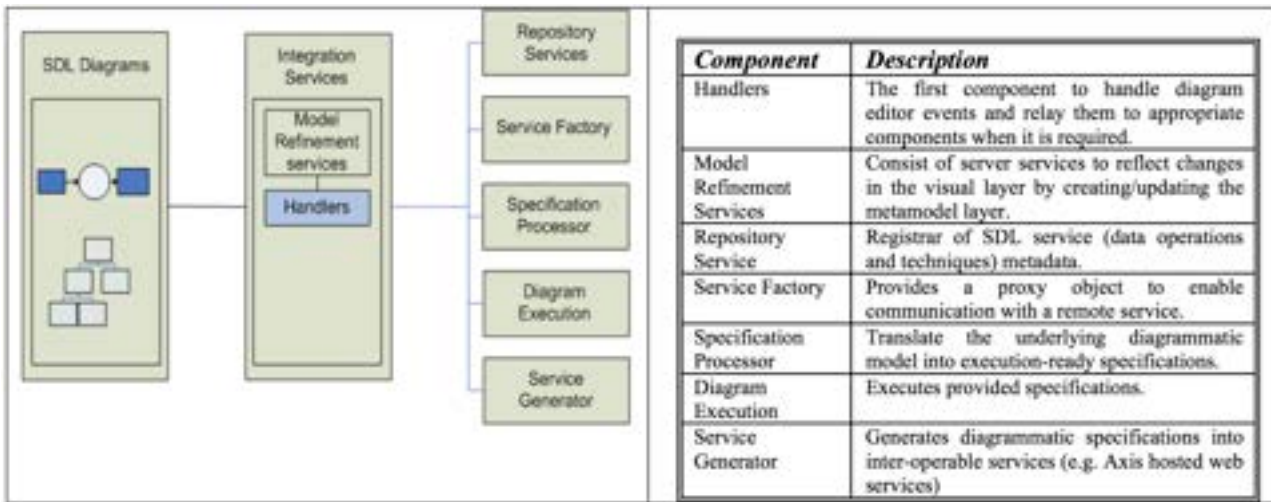 SDL Diagrams
Integration
Services
Model
Refinement
services
Handlers
Repository
Services
Service Factory
Specification
Processor
Diagram
Execution
Service
Generator
Component Description
Handlers The first component to handle diagram
editor events and relay them to appropriate
components when it is required.
Model Consist of server services to reflect changes
Refinement in the visual layer by creating/updating the
Services metamodel layer.
Repository Registrar of SDL service (data operations
Service and techniques) metadata.
Service Factory Provides a proxy object to enable
communication with a remote service.
Specification Translate the underlying diagrammatic
Processor model into execution-ready specifications.
Diagram Executes provided specifications.
Execution
Service Generates diagrammatic specifications into
Generator inter-operable services (e.g. Axis hosted web
services)